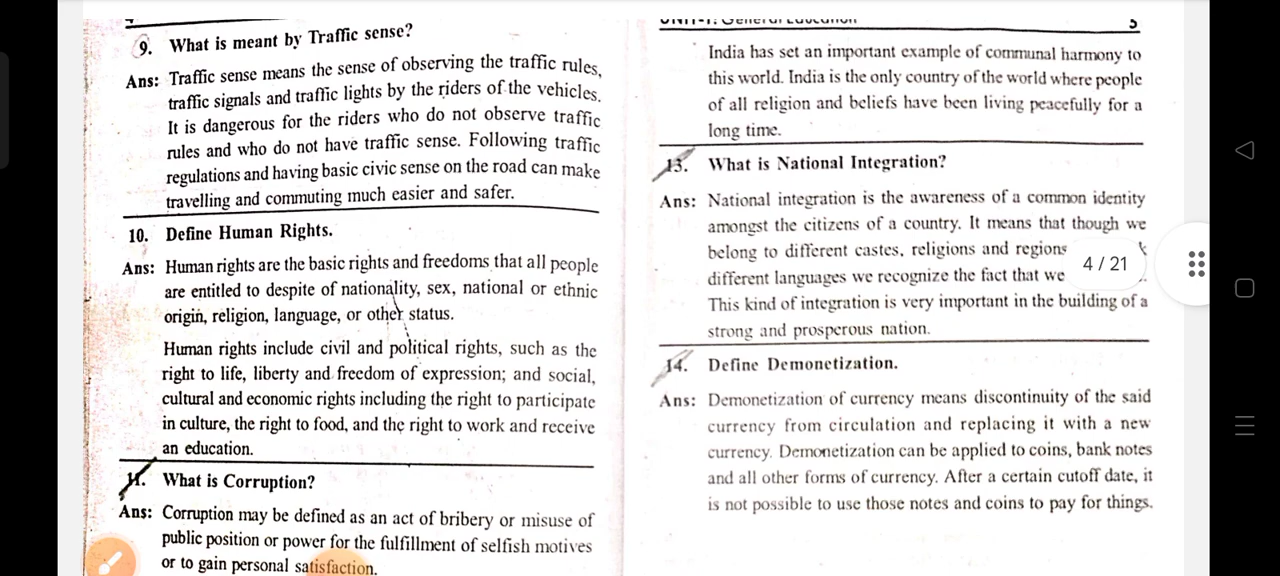 9. What is meant by Traffic sense?
Ans: Traffic sense means the sense of observing the traffic rules,
traffic signals and traffic lights by the riders of the vehicles.
It is dangerous for the riders who do not observe traffic
rules and who do not have traffic sense. Following traffic
regulations and having basic civic sense on the road can make
travelling and commuting much easier and safer.
10. Define Human Rights.
Ans: Human rights are the basic rights and freedoms that all people
are entitled to despite of nationality, sex, national or ethnic
origin, religion, language, or other status.
Human rights include civil and political rights, such as the
right to life, liberty and freedom of expression; and social,
cultural and economic rights including the right to participate
in culture, the right to food, and the right to work and receive
an education.
11. What is Corruption?
Ans: Corruption may be defined as an act of bribery or misuse of
public position or power for the fulfillment of selfish motives
or to gain personal satisfaction.
UNIT-I: General Education 5
India has set an important example of communal harmony to
this world. India is the only country of the world where people
of all religion and beliefs have been living peacefully for a
long time.
13. What is National Integration?
Ans: National integration is the awareness of a common identity
amongst the citizens of a country. It means that though we
belong to different castes, religions and regions
different languages we recognize the fact that we
This kind of integration is very important in the building of a
strong and prosperous nation.
14. Define Demonetization.
Ans: Demonetization of currency means discontinuity of the said
currency from circulation and replacing it with a new
currency. Demonetization can be applied to coins, bank notes
and all other forms of currency. After a certain cutoff date, it
is not possible to use those notes and coins to pay for things.
4 / 21